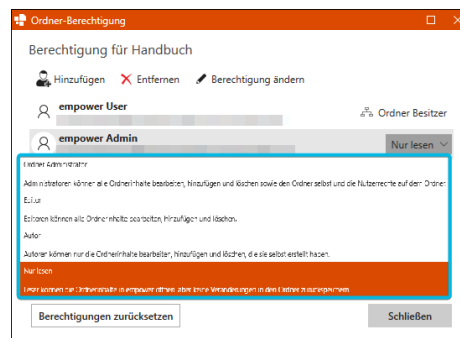 Ordner-Berechtigung
Berechtigung für Handbuch
Hinzufügen Entfernen Berechtigung ändern
empower User
Ordner Besitzer
empower Admin
Nur lesen
Ordner Administrator
Administratoren können alle Ordnerinhalte bearbeiten, hinzufügen und löschen sowie den Ordner selbst und die Nutzerrechte auf dem Ordner
Editor
Editoren können alle Ordnerinhalte bearbeiten, hinzufügen und löschen.
Autor
Autoren können nur die Ordnerinhalte bearbeiten, hinzufügen und löschen, die sie selbst erstellt haben.
Nur lesen
Leser können die Ordnerinhalte in empower öffnen, aber keine Veränderungen in den Ordner zurückspeichern
Berechtigungen zurücksetzen
Schließen